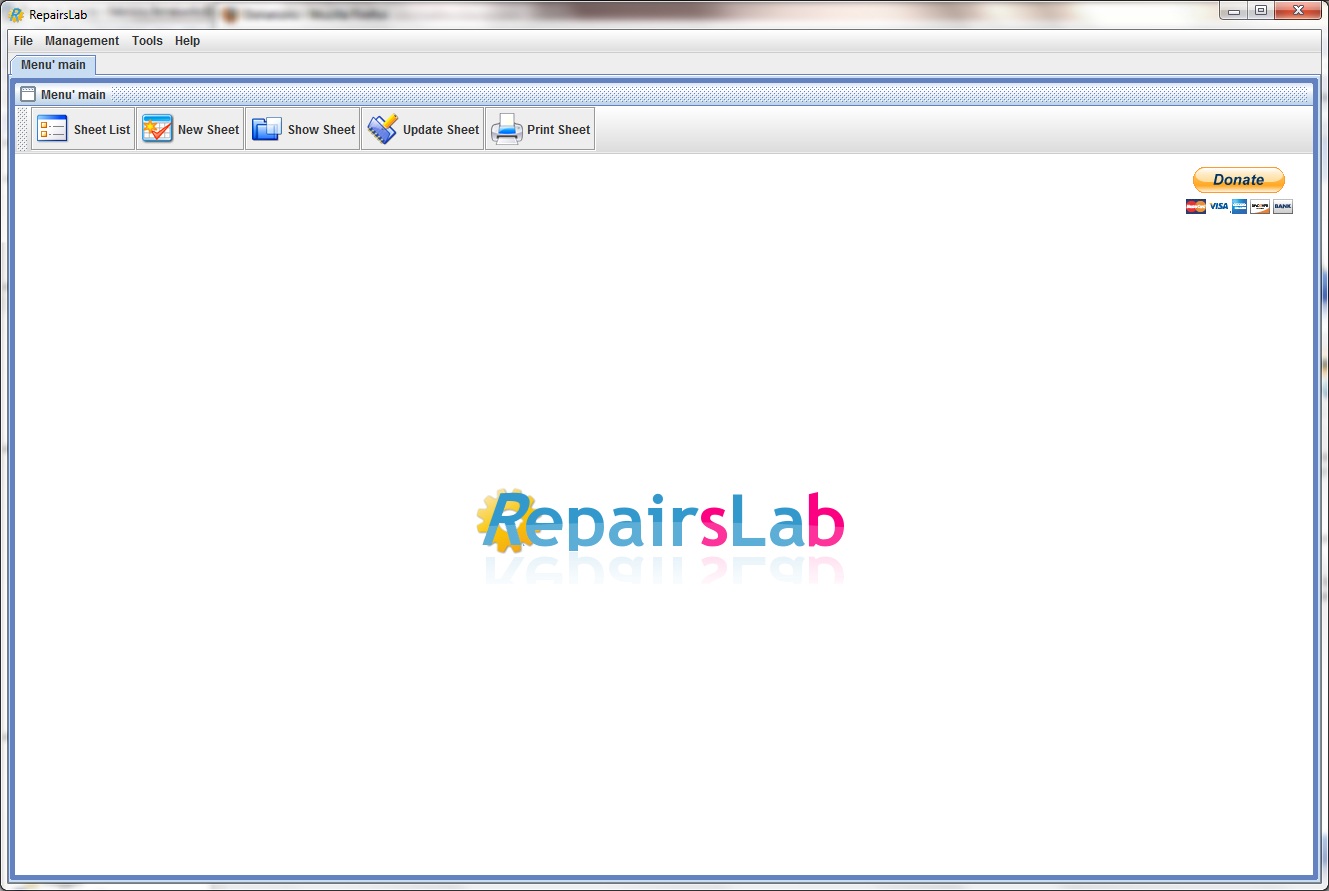 RepairsLab
File Management Tools Help
Menu' main
Menu' main
Sheet List New Sheet Show Sheet Update Sheet Print Sheet
Donate
VISA BANK
RepairsLab